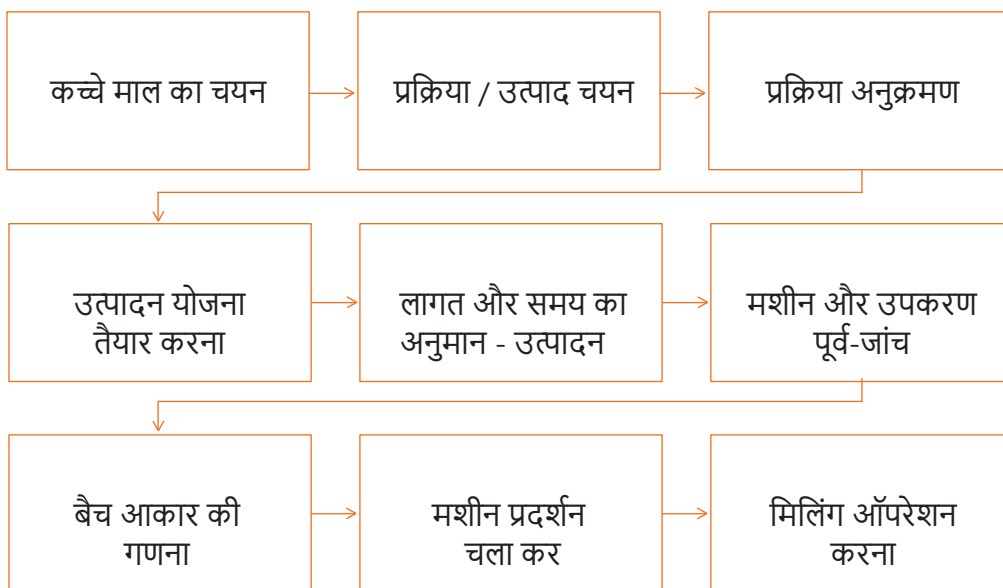 कच्चे माल का चयन
प्रक्रिया / उत्पाद चयन
प्रक्रिया अनुक्रमण
उत्पादन योजना
तैयार करना
लागत और समय का
अनुमान - उत्पादन
मशीन और उपकरण
पूर्व-जांच
बैच आकार की
गणना
मशीन प्रदर्शन
चला कर
मिलिंग ऑपरेशन
करना